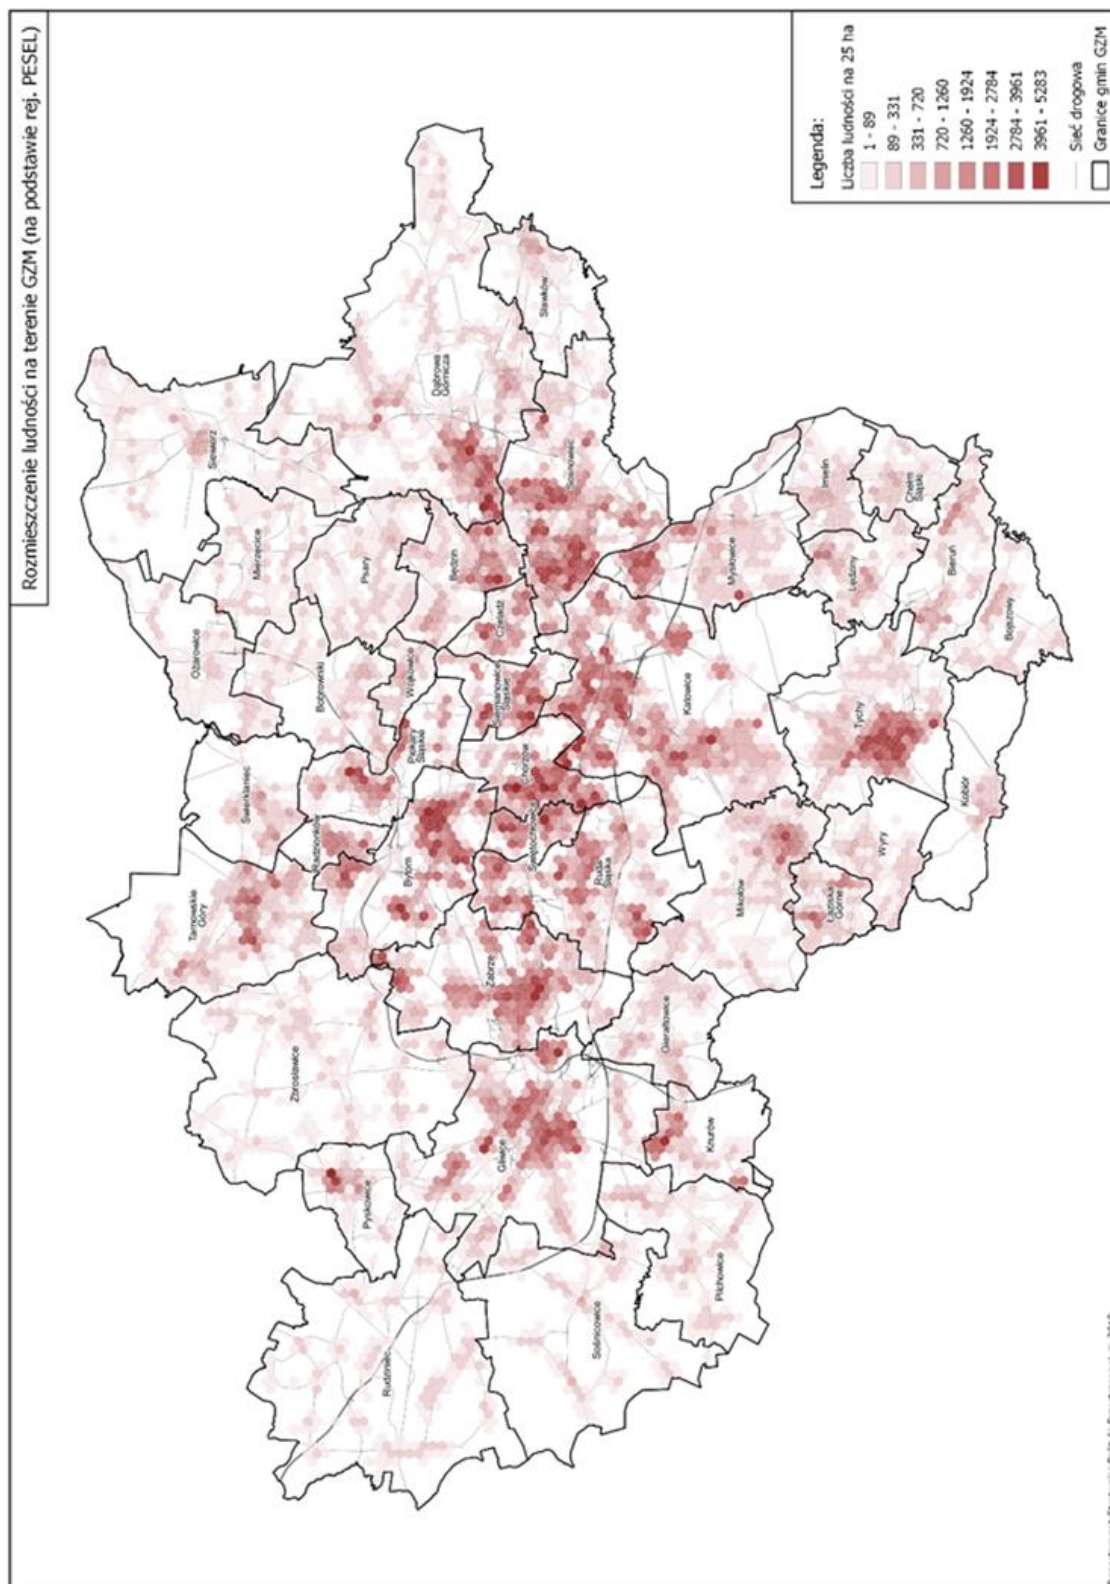 Rozmieszczenie ludności na terenie GZM (na podstawie rej. PESEL)
Siewierz
Ożarowice
Mierzęcice
Tarnowskie
Góry
Świerklaniec
Bobrowniki
Psary
Zbrosławice
Radzionków
Piekary
Śląskie
Wojkowice
Będzin
Dąbrowa
Górnicza
Pyskowice
Bytom
Czeladź
Siemianowice
Śląskie
Sławków
Rudziniec
Zabrze
Chorzów
Świętochłowice
Sosnowiec
Gliwice
Ruda
Śląska
Sośnicowice
Katowice
Gierałtowice
Mysłowice
Knurów
Mikołów
Pilchowice
Imielin
Łaziska
Górne
Wyry
Tychy
Lędziny
Chełm
Śląski
Bieruń
Kobiór
Bojszowy
Legenda:
Liczba ludności na 25 ha
1 - 89
89 - 331
331 - 720
720 - 1260
1260 - 1924
1924 - 2784
2784 - 3961
3961 - 5283
Sieć drogowa
Granice gmin GZM